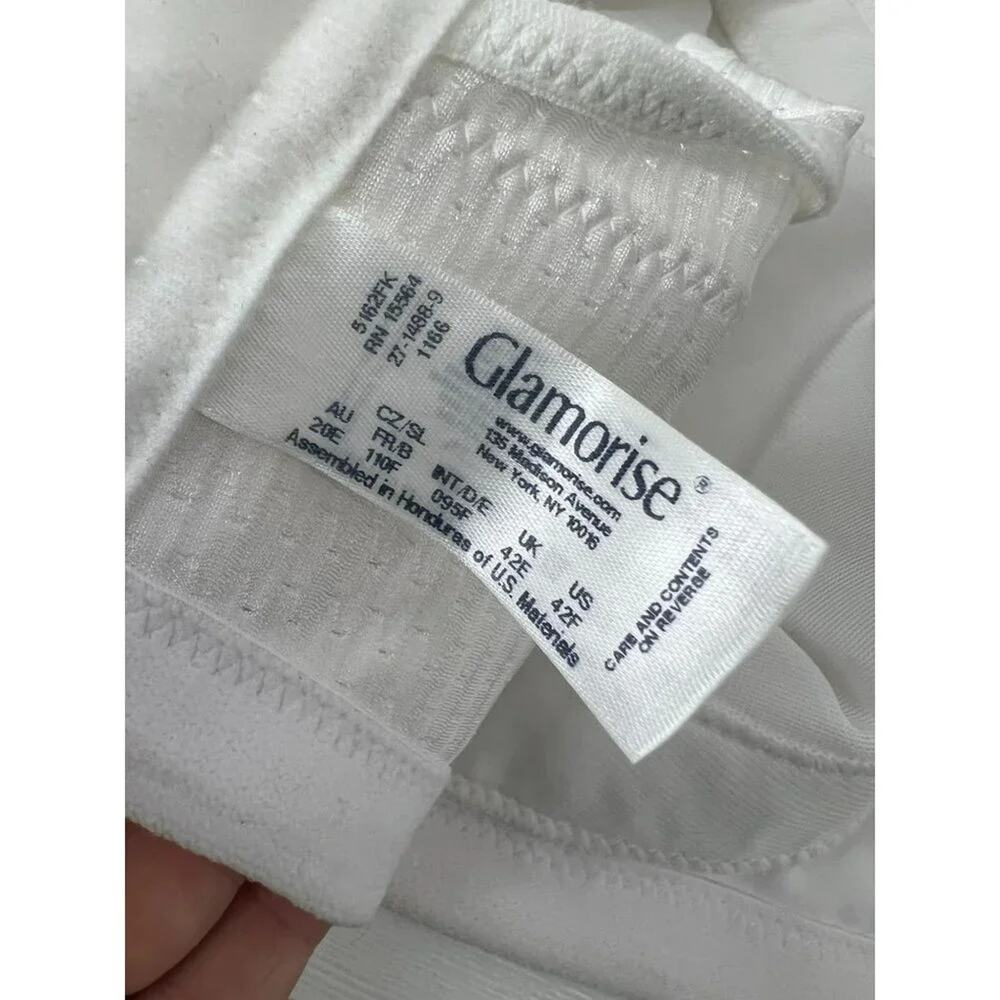 5162FK
RN 15564
27-1498-9
1166
Glamorise®
www.glamorise.com
135 Madison Avenue
New York, NY 10016
AU CZ/SL FR/B INT/D/E UK US
20E 110F 095F 42E 42F
Assembled in Honduras of U.S. Materials
CARE AND CONTENTS
ON REVERSE